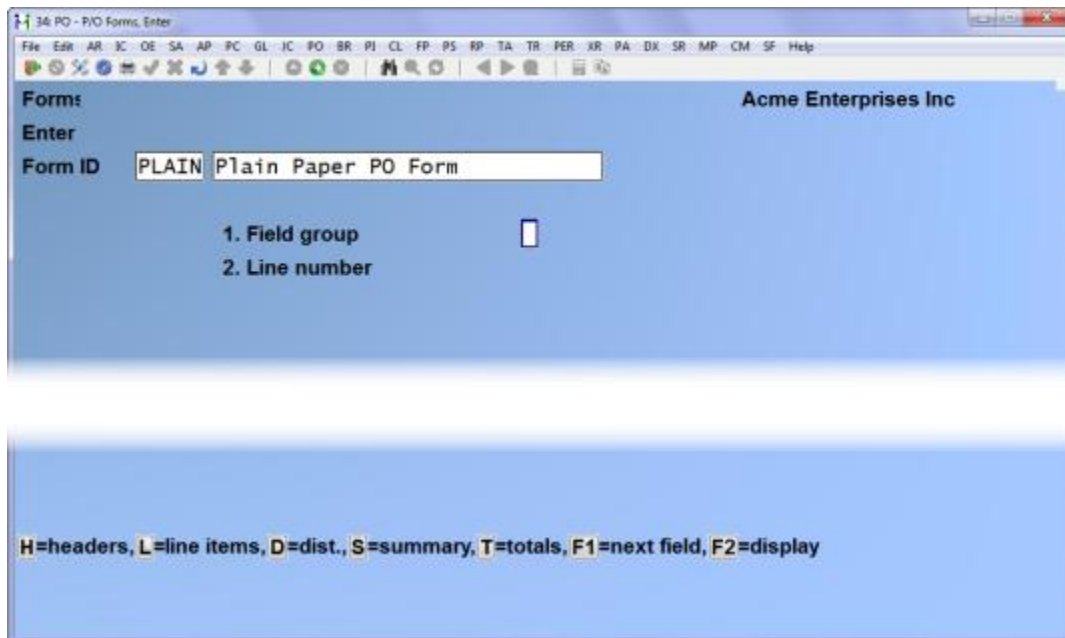 34: PO - P/O Forms, Enter
File Edit AR IC OE SA AP PC GL JC PO BR PI CL FP PS RP TA TR PER XR PA DX SR MP CM SF Help
Forms
Acme Enterprises Inc
Enter
Form ID PLAIN Plain Paper PO Form
1. Field group
2. Line number
H=headers, L=line items, D=dist., S=summary, T=totals, F1=next field, F2=display